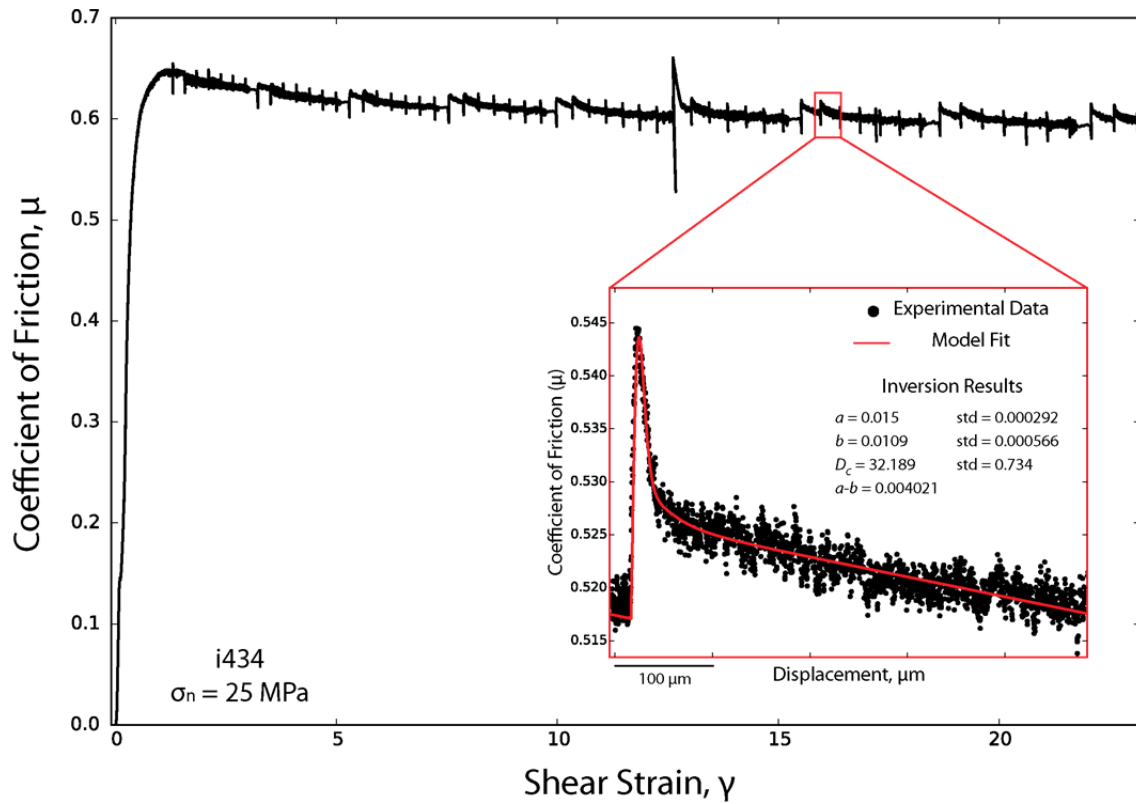 0.7
0.6
0.5
0.4
0.3
0.2
0.1
0.0
Coefficient of Friction, μ
i434
σn = 25 MPa
0 5 10 15 20
Shear Strain, γ
Experimental Data
Model Fit
Inversion Results
a = 0.015 std = 0.000292
b = 0.0109 std = 0.000566
Dc = 32.189 std = 0.734
a-b = 0.004021
0.545
0.540
0.535
0.530
0.525
0.520
0.515
Coefficient of Friction (μ)
100 μm
Displacement, μm